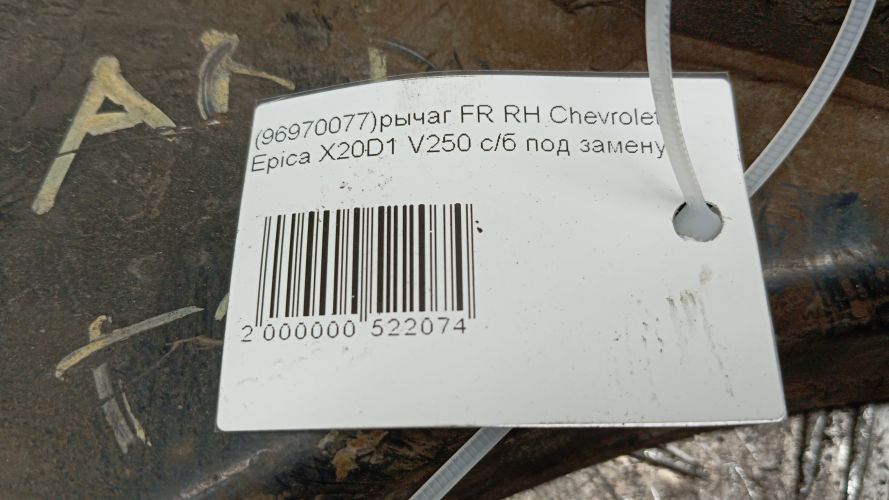 (96970077)рычаг FR RH Chevrolet
Epica X20D1 V250 с/б под замену
2 000000 522074